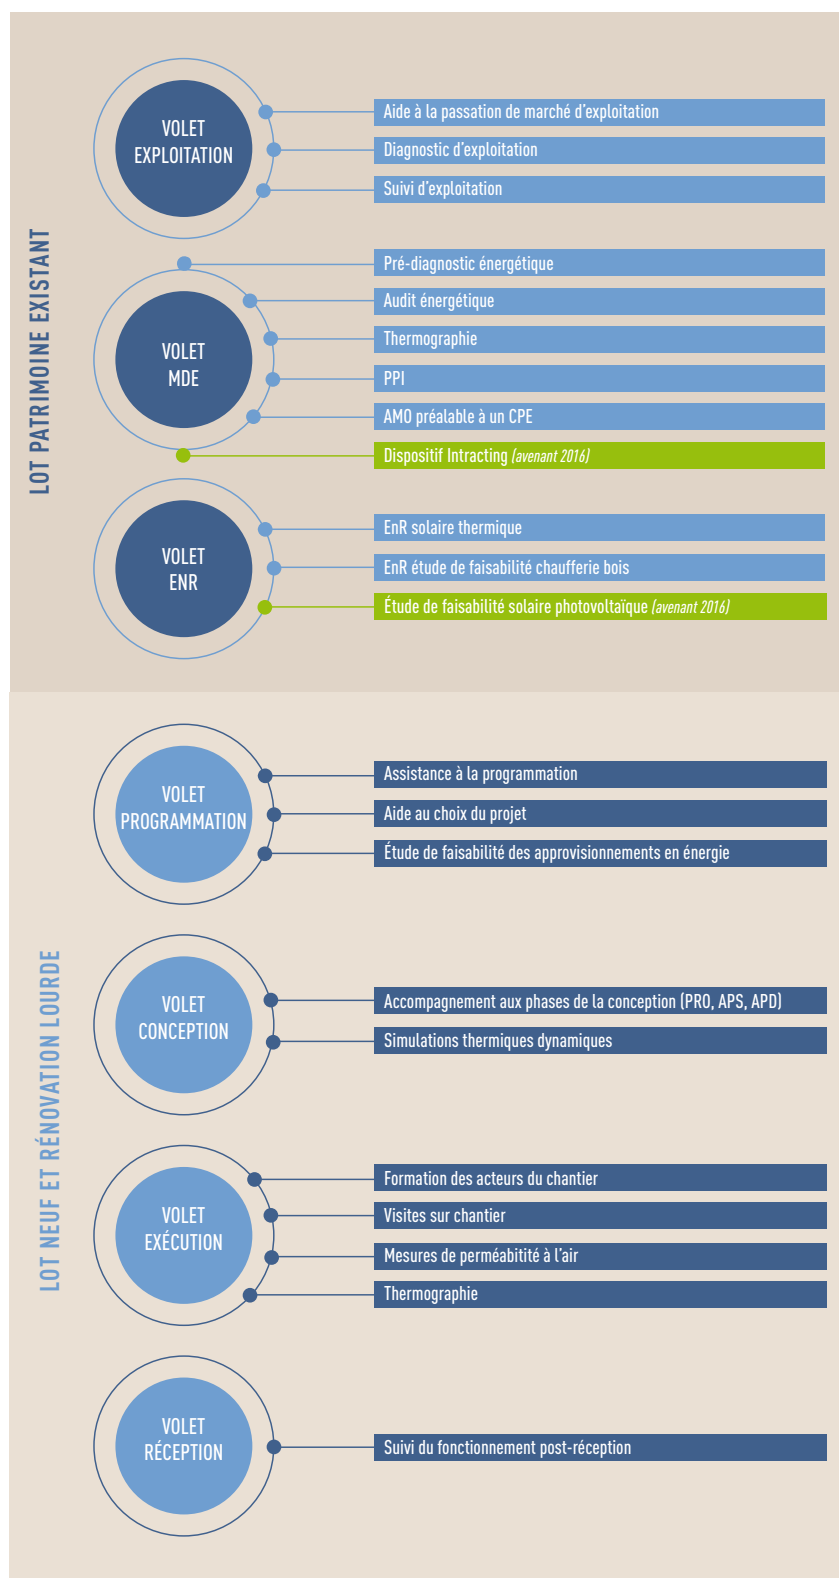 LOT PATRIMOINE EXISTANT
VOLET
EXPLOITATION
Aide à la passation de marché d'exploitation
Diagnostic d'exploitation
Suivi d'exploitation
VOLET
MDE
Pré-diagnostic énergétique
Audit énergétique
Thermographie
PPI
AMO préalable à un CPE
Dispositif Intracting (avenant 2016)
VOLET
ENR
EnR solaire thermique
EnR étude de faisabilité chaufferie bois
Étude de faisabilité solaire photovoltaïque (avenant 2016)
LOT NEUF ET RÉNOVATION LOURDE
VOLET
PROGRAMMATION
Assistance à la programmation
Aide au choix du projet
Étude de faisabilité des approvisionnements en énergie
VOLET
CONCEPTION
Accompagnement aux phases de la conception (PRO, APS, APD)
Simulations thermiques dynamiques
VOLET
EXÉCUTION
Formation des acteurs du chantier
Visites sur chantier
Mesures de perméabitité à l'air
Thermographie
VOLET
RÉCEPTION
Suivi du fonctionnement post-réception